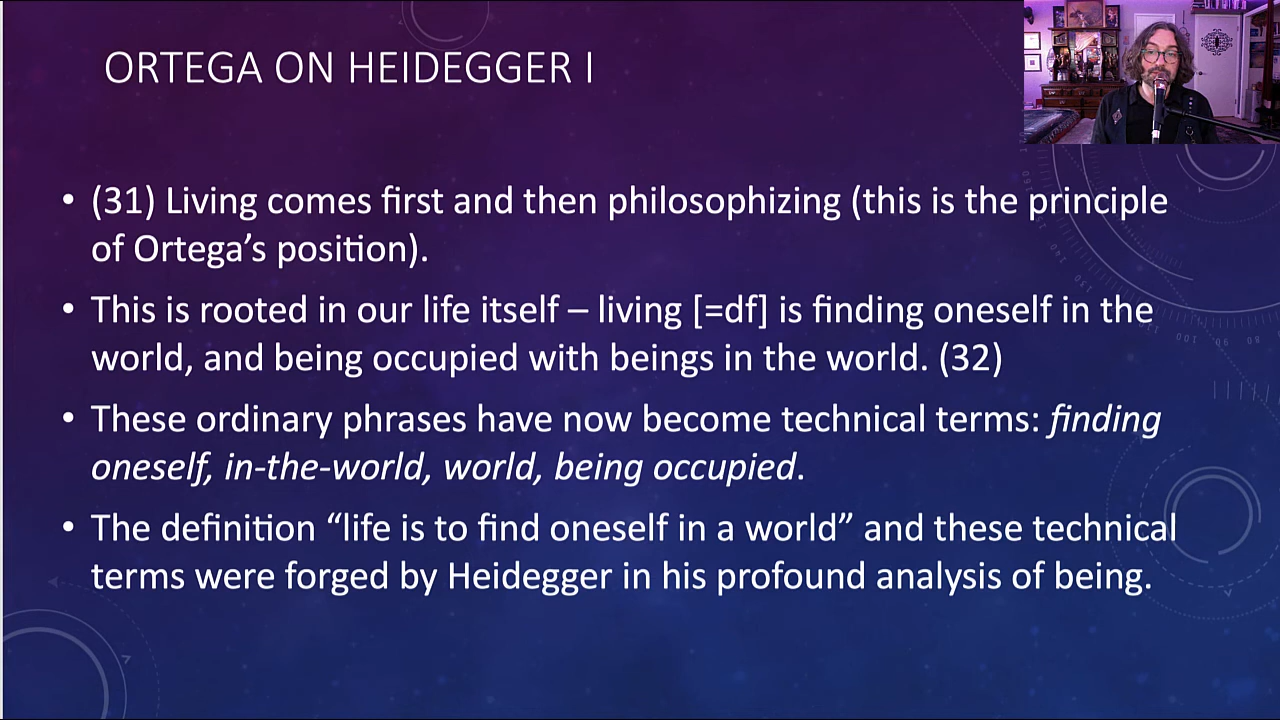 ORTEGA ON HEIDEGGER I
• (31) Living comes first and then philosophizing (this is the principle
of Ortega’s position).
• This is rooted in our life itself – living [=df] is finding oneself in the
world, and being occupied with beings in the world. (32)
• These ordinary phrases have now become technical terms: finding
oneself, in-the-world, world, being occupied.
• The definition “life is to find oneself in a world” and these technical
terms were forged by Heidegger in his profound analysis of being.